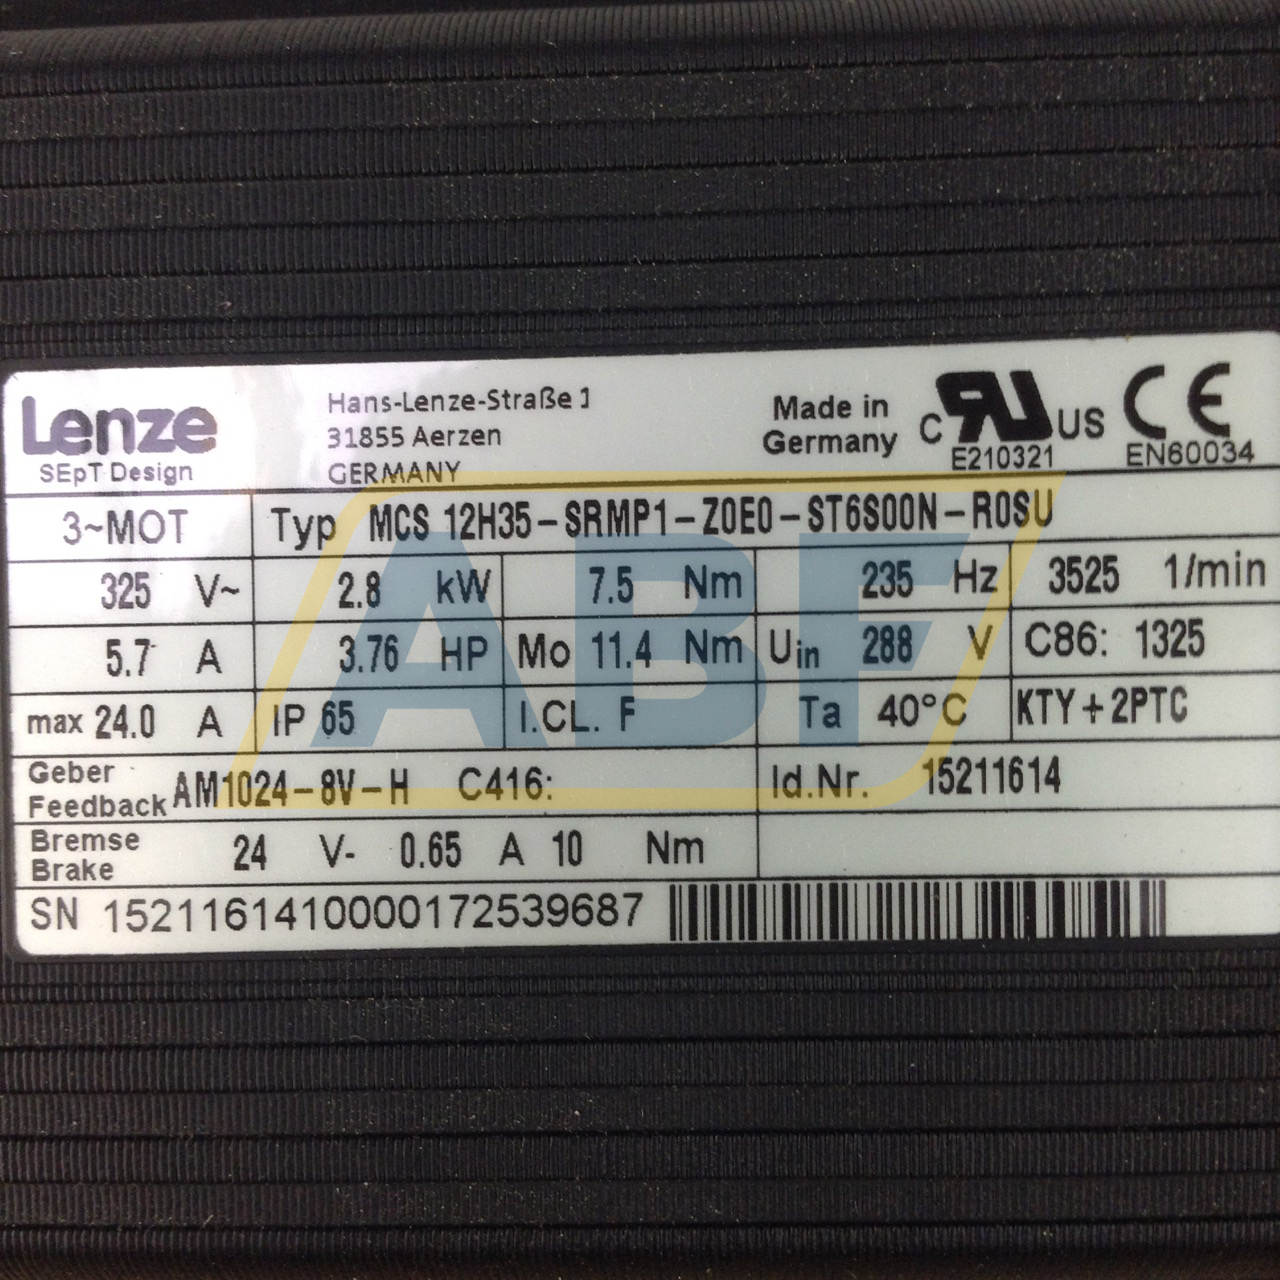 Lenze
SEpT Design
Hans-Lenze-Straße 1
31855 Aerzen
GERMANY
Made in
Germany
C RU US
E210321
CE
EN60034
3~MOT Typ MCS 12H35-SRMP1-Z0E0-ST6S00N-R0SU
325 V~ 2.8 kW 7.5 Nm 235 Hz 3525 1/min
5.7 A 3.76 HP Mo 11.4 Nm Uin 288 V C86: 1325
max 24.0 A IP 65 I.CL. F Ta 40°C KTY+2PTC
Geber
Feedback AM1024-8V-H C416: Id.Nr. 15211614
Bremse
Brake 24 V- 0.65 A 10 Nm
SN 1521161410000172539687
ABF